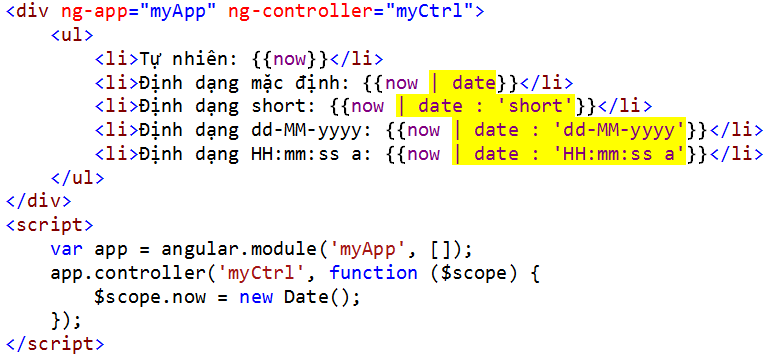 <div ng-app="myApp" ng-controller="myCtrl">
    <ul>
        <li>Tự nhiên: {{now}}</li>
        <li>Định dạng mặc định: {{now | date}}</li>
        <li>Định dạng short: {{now | date : 'short'}}</li>
        <li>Định dạng dd-MM-yyyy: {{now | date : 'dd-MM-yyyy'}}</li>
        <li>Định dạng HH:mm:ss a: {{now | date : 'HH:mm:ss a'}}</li>
    </ul>
</div>
<script>
    var app = angular.module('myApp', []);
    app.controller('myCtrl', function ($scope) {
        $scope.now = new Date();
    });
</script>